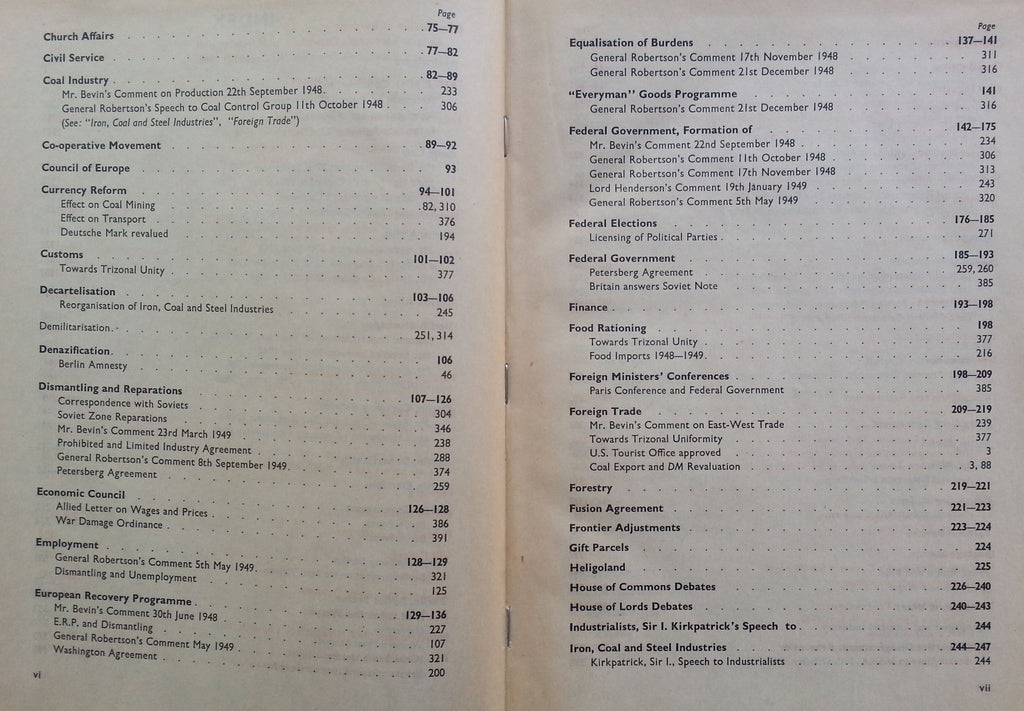 Page
Church Affairs . . . . . . . . . . . . . . 75—77
Civil Service . . . . . . . . . . . . . . 77—82
Coal Industry . . . . . . . . . . . . . . 82—89
Mr. Bevin's Comment on Production 22nd September 1948 . . . . 233
General Robertson's Speech to Coal Control Group 11th October 1948 . . . 306
(See: "Iron, Coal and Steel Industries", "Foreign Trade")
Co-operative Movement . . . . . . . . . . . . 89—92
Council of Europe . . . . . . . . . . . . . 93
Currency Reform . . . . . . . . . . . . . 94—101
Effect on Coal Mining . . . . . . . . . . . 82, 310
Effect on Transport . . . . . . . . . . . . 376
Deutsche Mark revalued . . . . . . . . . . . 194
Customs . . . . . . . . . . . . . . . 101—102
Towards Trizonal Unity . . . . . . . . . . . 377
Decartelisation . . . . . . . . . . . . . 103—106
Reorganisation of Iron, Coal and Steel Industries . . . . . . 245
Demilitarisation . . . . . . . . . . . . . 251, 314
Denazification . . . . . . . . . . . . . . 106
Berlin Amnesty . . . . . . . . . . . . . 46
Dismantling and Reparations . . . . . . . . . . 107—126
Correspondence with Soviets . . . . . . . . . . 304
Soviet Zone Reparations . . . . . . . . . . . 346
Mr. Bevin's Comment 23rd March 1949 . . . . . . . . 238
Prohibited and Limited Industry Agreement . . . . . . . 288
General Robertson's Comment 8th September 1949 . . . . . . 374
Petersberg Agreement . . . . . . . . . . . 259
Economic Council . . . . . . . . . . . . . 126—128
Allied Letter on Wages and Prices . . . . . . . . . 386
War Damage Ordinance . . . . . . . . . . . 391
Employment . . . . . . . . . . . . . . 128—129
General Robertson's Comment 5th May 1949 . . . . . . . 321
Dismantling and Unemployment . . . . . . . . . 125
European Recovery Programme . . . . . . . . . . 129—136
Mr. Bevin's Comment 30th June 1948 . . . . . . . . 227
E.R.P. and Dismantling . . . . . . . . . . . 107
General Robertson's Comment May 1949 . . . . . . . . 321
Washington Agreement . . . . . . . . . . . 200
vi
Page
Equalisation of Burdens . . . . . . . . . . . 137—141
General Robertson's Comment 17th November 1948 . . . . . . 311
General Robertson's Comment 21st December 1948 . . . . . . 316
"Everyman" Goods Programme . . . . . . . . . . 141
General Robertson's Comment 21st December 1948 . . . . . . 316
Federal Government, Formation of . . . . . . . . . 142—175
Mr. Bevin's Comment 22nd September 1948 . . . . . . . 234
General Robertson's Comment 11th October 1948 . . . . . . 306
General Robertson's Comment 17th November 1948 . . . . . . 313
Lord Henderson's Comment 19th January 1949 . . . . . . . 243
General Robertson's Comment 5th May 1949 . . . . . . . 320
Federal Elections . . . . . . . . . . . . . 176—185
Licensing of Political Parties . . . . . . . . . . 271
Federal Government . . . . . . . . . . . . 185—193
Petersberg Agreement . . . . . . . . . . . 259, 260
Britain answers Soviet Note . . . . . . . . . . 385
Finance . . . . . . . . . . . . . . . 193—198
Food Rationing . . . . . . . . . . . . . 198
Towards Trizonal Unity . . . . . . . . . . . 377
Food Imports 1948—1949 . . . . . . . . . . . 216
Foreign Ministers' Conferences . . . . . . . . . . 198—209
Paris Conference and Federal Government . . . . . . . . 385
Foreign Trade . . . . . . . . . . . . . 209—219
Mr. Bevin's Comment on East-West Trade . . . . . . . . 239
Towards Trizonal Uniformity . . . . . . . . . . 377
U.S. Tourist Office approved . . . . . . . . . . 3
Coal Export and DM Revaluation . . . . . . . . . 3, 88
Forestry . . . . . . . . . . . . . . . 219—221
Fusion Agreement . . . . . . . . . . . . . 221—223
Frontier Adjustments . . . . . . . . . . . . 223—224
Gift Parcels . . . . . . . . . . . . . . 224
Heligoland . . . . . . . . . . . . . . 225
House of Commons Debates . . . . . . . . . . . 226—240
House of Lords Debates . . . . . . . . . . . 240—243
Industrialists, Sir I. Kirkpatrick's Speech to . . . . . . . . 244
Iron, Coal and Steel Industries . . . . . . . . . . 244—247
Kirkpatrick, Sir I., Speech to Industrialists . . . . . . . 244
vii